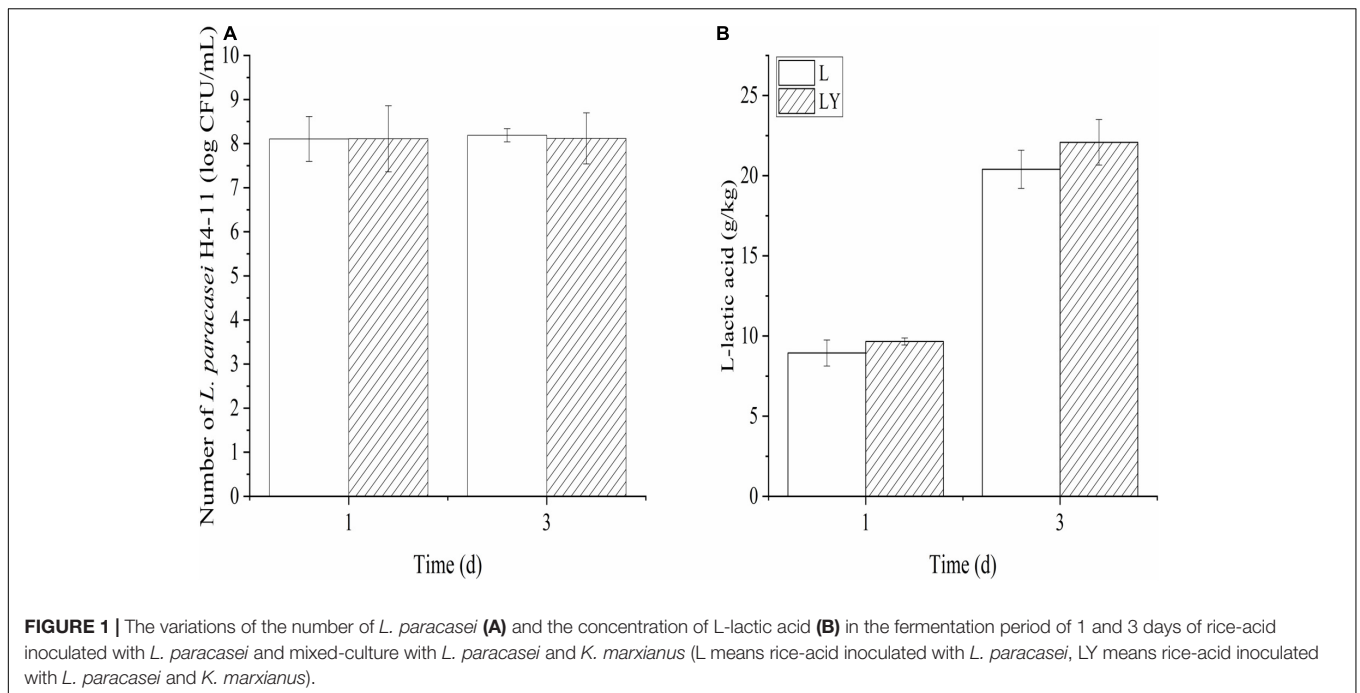 A
Number of L. paracasei H4-11 (log CFU/mL)
10
9
8
7
6
5
4
3
2
1
0
1
3
Time (d)
B
L
LY
L-lactic acid (g/kg)
25
20
15
10
5
0
1
3
Time (d)
FIGURE 1 | The variations of the number of L. paracasei (A) and the concentration of L-lactic acid (B) in the fermentation period of 1 and 3 days of rice-acid
inoculated with L. paracasei and mixed-culture with L. paracasei and K. marxianus (L means rice-acid inoculated with L. paracasei, LY means rice-acid inoculated
with L. paracasei and K. marxianus).